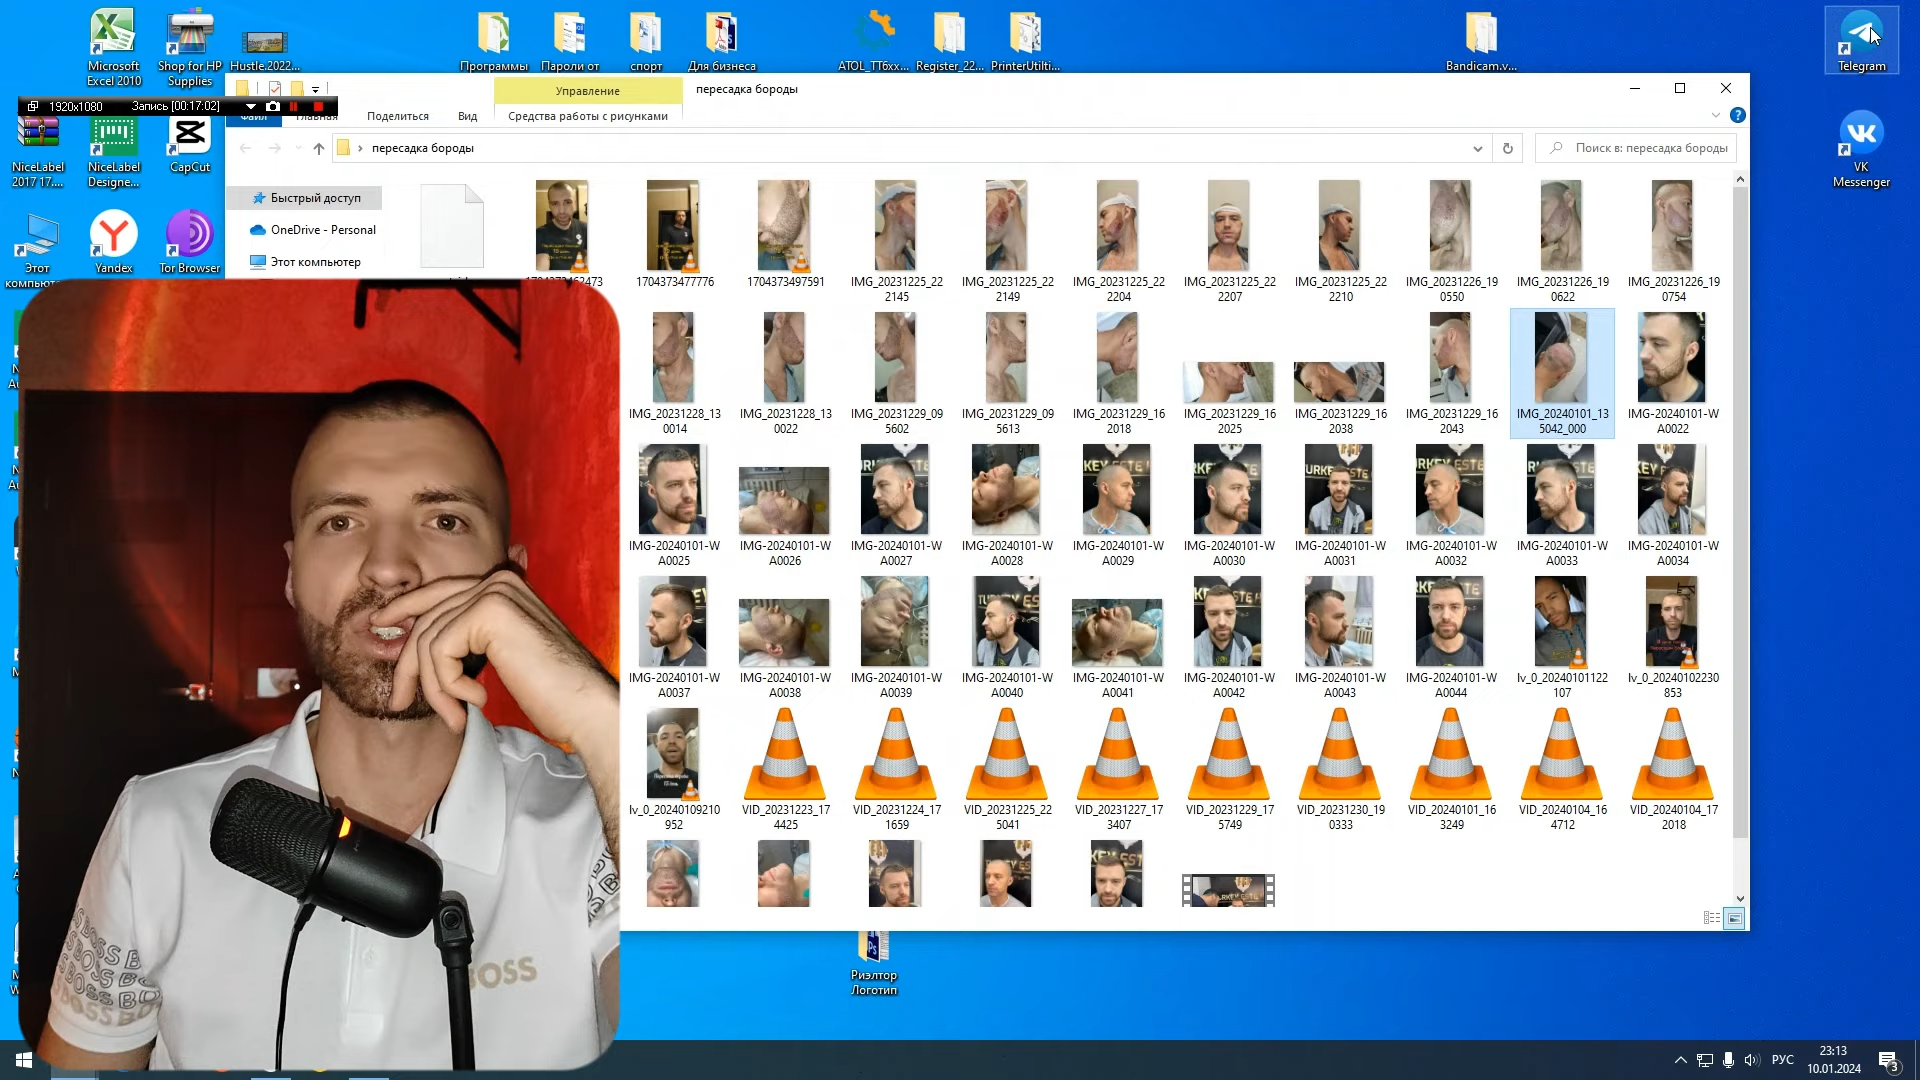 Microsoft
Excel 2010
Shop for HP
Supplies
Hustle.2022...
Программы
Пароли от
спорт
Для бизнеса
ATOL_TT6xx...
Register_22...
PrinterUtilti...
Bandicam.v...
Telegram
1920x1080
Запись [00:17:02]
Управление
пересадка бороды
Файл
Главная
Поделиться
Вид
Средства работы с рисунками
пересадка бороды
Поиск в: пересадка бороды
NiceLabel
2017 17....
NiceLabel
Designe...
CapCut
VK
Messenger
Быстрый доступ
OneDrive - Personal
Этот компьютер
Этот
Yandex
Tor Browser
1704373477776
1704373497591
IMG_20231225_22
2145
IMG_20231225_22
2149
IMG_20231225_22
2204
IMG_20231225_22
2207
IMG_20231225_22
2210
IMG_20231226_19
0550
IMG_20231226_19
0622
IMG_20231226_19
0754
IMG_20231228_13
0014
IMG_20231228_13
0022
IMG_20231229_09
5602
IMG_20231229_09
5613
IMG_20231229_16
2018
IMG_20231229_16
2025
IMG_20231229_16
2038
IMG_20231229_16
2043
IMG_20240101_13
5042_000
IMG-20240101-W
A0022
IMG-20240101-W
A0025
IMG-20240101-W
A0026
IMG-20240101-W
A0027
IMG-20240101-W
A0028
IMG-20240101-W
A0029
IMG-20240101-W
A0030
IMG-20240101-W
A0031
IMG-20240101-W
A0032
IMG-20240101-W
A0033
IMG-20240101-W
A0034
IMG-20240101-W
A0037
IMG-20240101-W
A0038
IMG-20240101-W
A0039
IMG-20240101-W
A0040
IMG-20240101-W
A0041
IMG-20240101-W
A0042
IMG-20240101-W
A0043
IMG-20240101-W
A0044
lv_0_20240101122
107
lv_0_20240102230
853
lv_0_20240109210
952
VID_20231223_17
4425
VID_20231224_17
1659
VID_20231225_22
5041
VID_20231227_17
3407
VID_20231229_17
5749
VID_20231230_19
0333
VID_20240101_16
3249
VID_20240104_16
4712
VID_20240104_17
2018
BOSS
Риэлтор
Логотип
РУС
23:13
10.01.2024
3